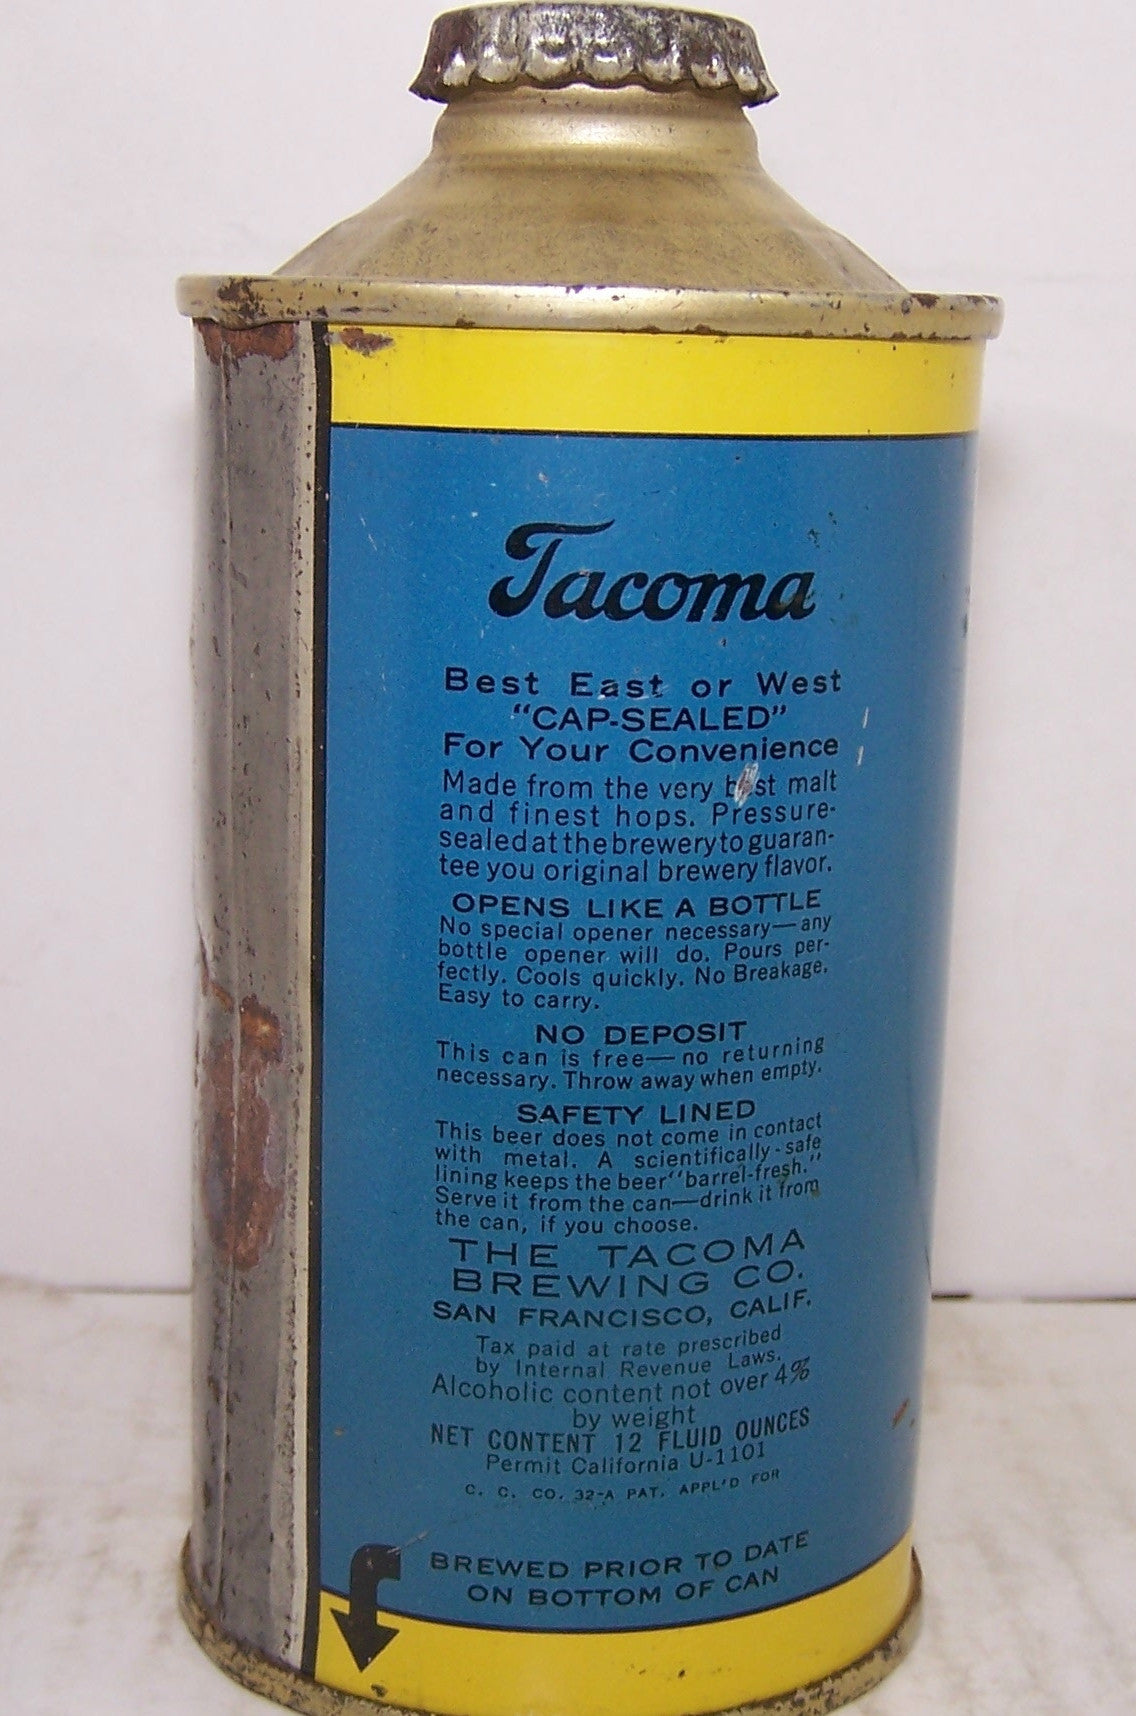 Tacoma
Best East or West
"CAP-SEALED"
For Your Convenience
Made from the very best malt
and finest hops. Pressure-
sealed at the brewery to guaran-
tee you original brewery flavor.
OPENS LIKE A BOTTLE
No special opener necessary—any
bottle opener will do. Pours per-
fectly. Cools quickly. No Breakage.
Easy to carry.
NO DEPOSIT
This can is free—no returning
necessary. Throw away when empty.
SAFETY LINED
This beer does not come in contact
with metal. A scientifically-safe
lining keeps the beer "barrel-fresh."
Serve it from the can—drink it from
the can, if you choose.
THE TACOMA
BREWING CO.
SAN FRANCISCO, CALIF.
Tax paid at rate prescribed
by Internal Revenue Laws.
Alcoholic content not over 4%
by weight
NET CONTENT 12 FLUID OUNCES
Permit California U-1101
C. C. CO. 32-A PAT. APPL'D FOR
BREWED PRIOR TO DATE
ON BOTTOM OF CAN